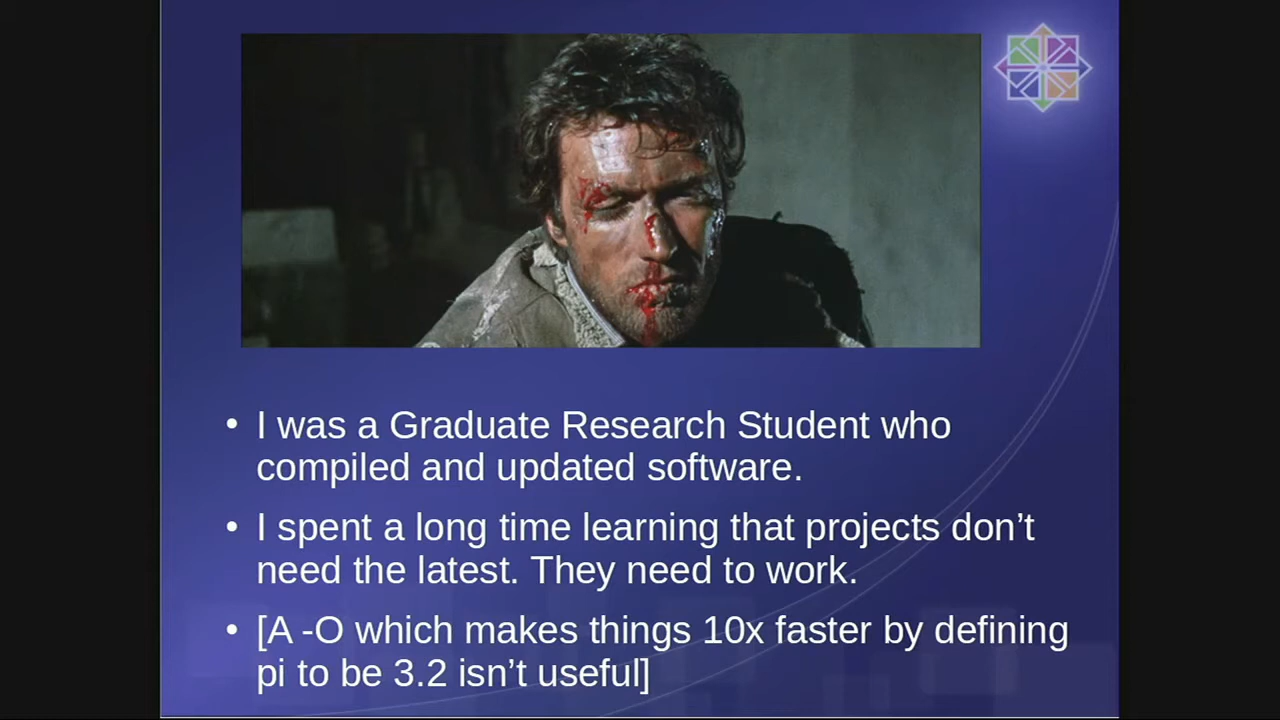 • I was a Graduate Research Student who
compiled and updated software.
• I spent a long time learning that projects don’t
need the latest. They need to work.
• [A -O which makes things 10x faster by defining
pi to be 3.2 isn’t useful]